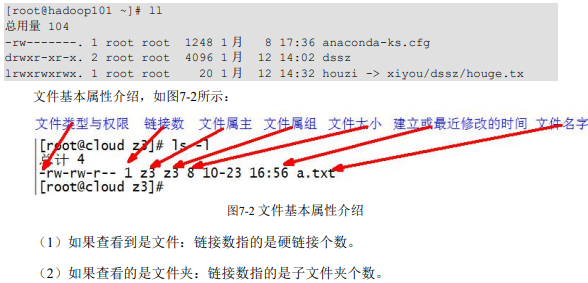 [root@hadoop101 ~]# ll
总用量 104
-rw-------. 1 root root 1248 1月 8 17:36 anaconda-ks.cfg
drwxr-xr-x. 2 root root 4096 1月 12 14:02 dssz
lrwxrwxrwx. 1 root root 20 1月 12 14:32 houzi -> xiyou/dssz/houge.tx
文件基本属性介绍，如图7-2所示：
文件类型与权限 链接数 文件属主 文件属组 文件大小 建立或最近修改的时间 文件名字
[root@cloud z3]# ls -l
总计 4
-rw-rw-r-- 1 z3 z3 8 10-23 16:56 a.txt
[root@cloud z3]#
图7-2 文件基本属性介绍
（1）如果查看到是文件：链接数指的是硬链接个数。
（2）如果查看的是文件夹：链接数指的是子文件夹个数。